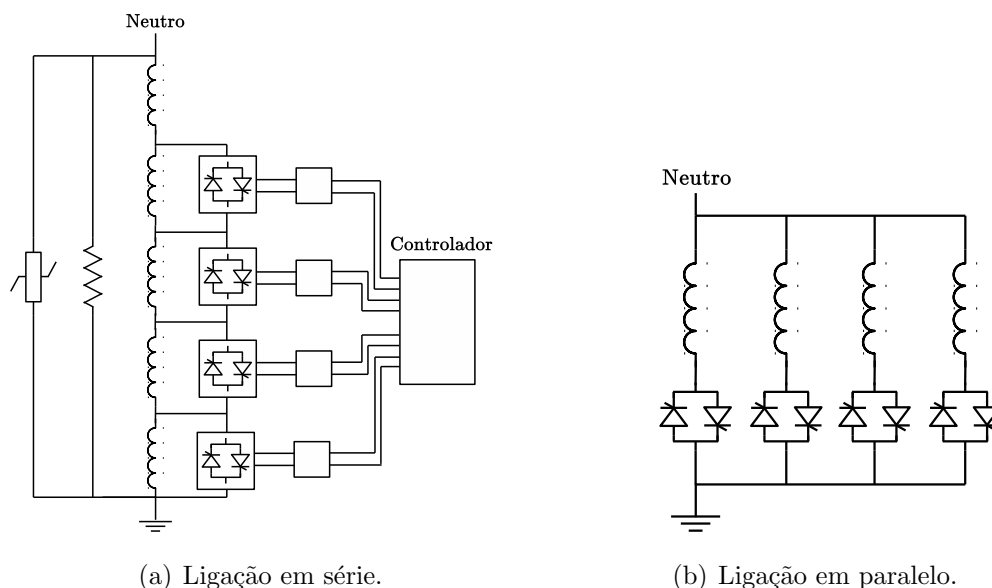 Neutro
Controlador
Neutro
(a) Ligação em série.
(b) Ligação em paralelo.